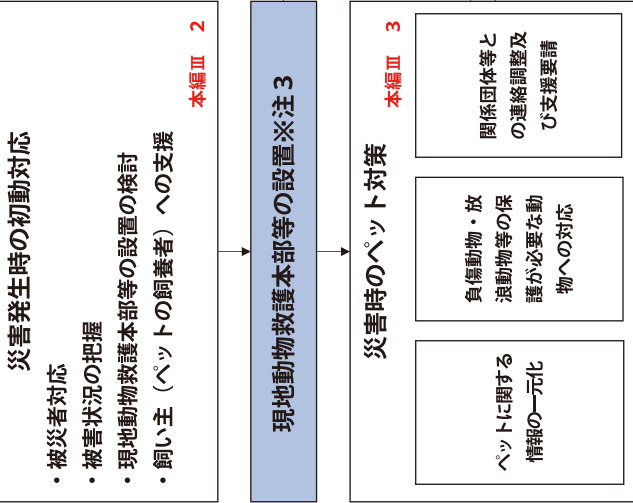 災害発生時の初動対応
・被災者対応
・被害状況の把握
・現地動物救護本部等の設置の検討
・飼い主（ペットの飼養者）への支援
本編Ⅲ 2
現地動物救護本部等の設置※注３
災害時のペット対策
本編Ⅲ 3
ペットに関する
情報の一元化
負傷動物・放
浪動物等の保
護が必要な動
物への対応
関係団体等と
の連絡調整及
び支援要請